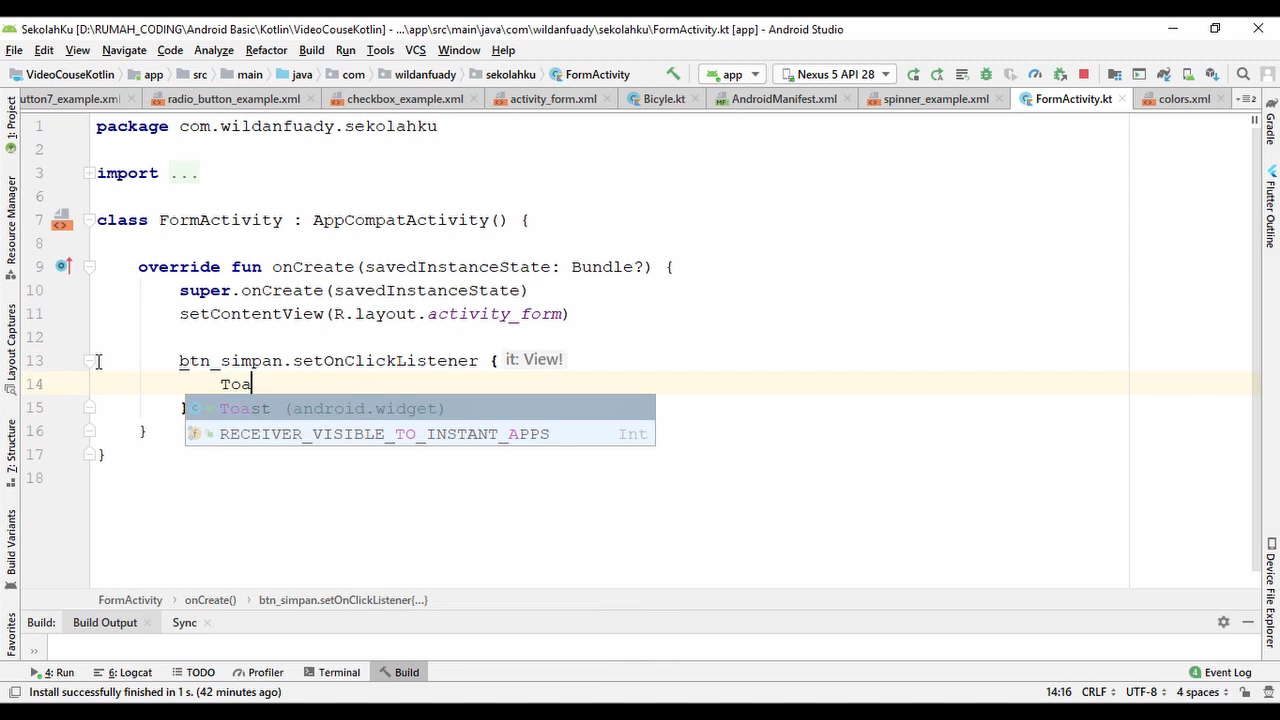 SekolahKu [D:\RUMAH_CODING\Android Basic\Kotlin\VideoCouseKotlin] - ...\app\src\main\java\com\wildanfuady\sekolahku\FormActivity.kt [app] - Android Studio
File Edit View Navigate Code Analyze Refactor Build Run Tools VCS Window Help
VideoCouseKotlin app src main java com wildanfuady sekolahku FormActivity app Nexus 5 API 28
utton7_example.xml radio_button_example.xml checkbox_example.xml activity_form.xml Bicyle.kt AndroidManifest.xml spinner_example.xml FormActivity.kt colors.xml
1 package com.wildanfuady.sekolahku
2
3 import ...
6
7 class FormActivity : AppCompatActivity() {
8
9 override fun onCreate(savedInstanceState: Bundle?) {
10 super.onCreate(savedInstanceState)
11 setContentView(R.layout.activity_form)
12
13 btn_simpan.setOnClickListener { it: View!
14 Toa
15 Toast (android.widget)
RECEIVER_VISIBLE_TO_INSTANT_APPS Int
16 }
17 }
18
FormActivity onCreate() btn_simpan.setOnClickListener{...}
Build: Build Output Sync
4: Run 6: Logcat TODO Profiler Terminal Build Event Log
Install successfully finished in 1 s. (42 minutes ago) 14:16 CRLF UTF-8 4 spaces
1: Project
Resource Manager
Layout Captures
7: Structure
Build Variants
Favorites
Gradle
Flutter Outline
Device File Explorer